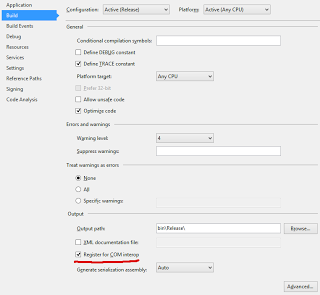 Application
Build
Build Events
Debug
Resources
Services
Settings
Reference Paths
Signing
Code Analysis
Configuration: Active (Release) Platform: Active (Any CPU)
General
Conditional compilation symbols:
Define DEBUG constant
Define TRACE constant
Platform target: Any CPU
Prefer 32-bit
Allow unsafe code
Optimize code
Errors and warnings
Warning level: 4
Suppress warnings:
Treat warnings as errors
None
All
Specific warnings:
Output
Output path: bin\Release\ Browse...
XML documentation file:
Register for COM interop
Generate serialization assembly: Auto
Advanced...